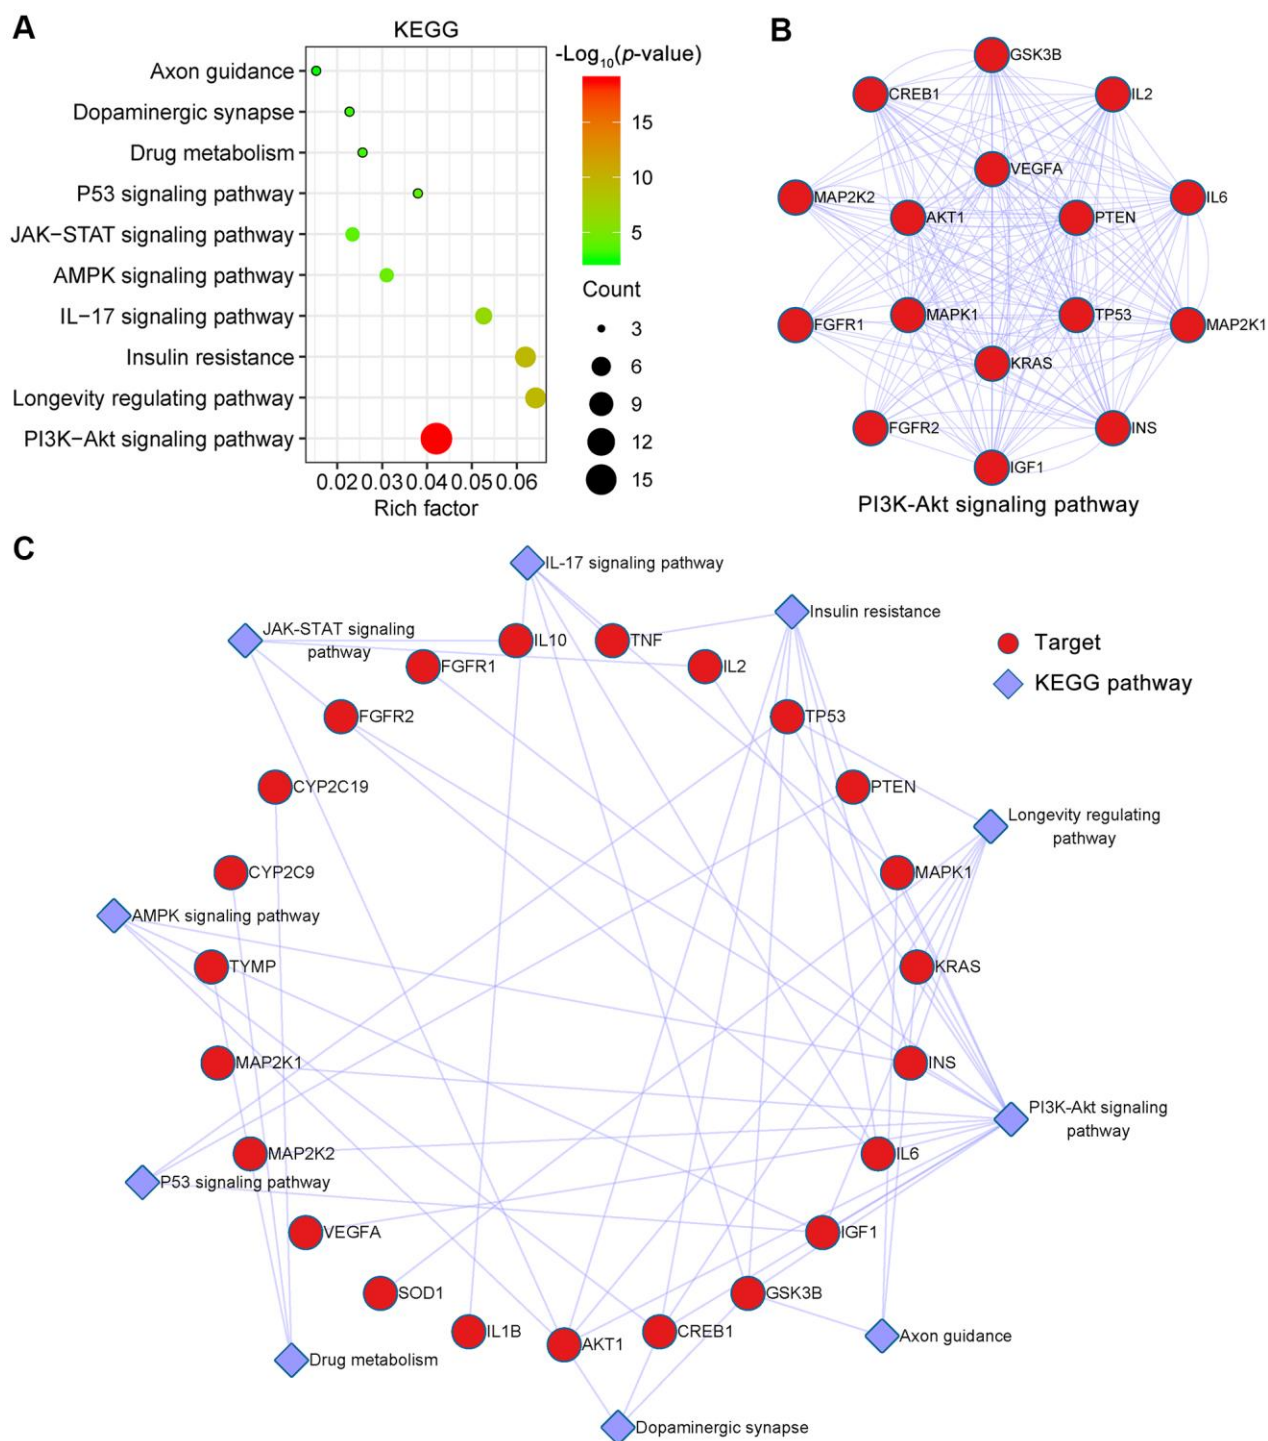 A
KEGG
-Log10(p-value)
Axon guidance
Dopaminergic synapse
Drug metabolism
P53 signaling pathway
JAK−STAT signaling pathway
AMPK signaling pathway
IL−17 signaling pathway
Insulin resistance
Longevity regulating pathway
PI3K−Akt signaling pathway
0.02 0.03 0.04 0.05 0.06
Rich factor
15
10
5
Count
3
6
9
12
15
B
GSK3B
CREB1
IL2
VEGFA
MAP2K2
IL6
AKT1
PTEN
FGFR1
MAPK1
TP53
MAP2K1
KRAS
FGFR2
INS
IGF1
PI3K-Akt signaling pathway
C
IL-17 signaling pathway
Insulin resistance
JAK-STAT signaling
pathway
IL10
TNF
Target
FGFR1
IL2
KEGG pathway
FGFR2
TP53
CYP2C19
PTEN
Longevity regulating
pathway
CYP2C9
MAPK1
AMPK signaling pathway
TYMP
KRAS
MAP2K1
INS
PI3K-Akt signaling
pathway
MAP2K2
IL6
P53 signaling pathway
VEGFA
IGF1
SOD1
GSK3B
IL1B
AKT1
CREB1
Axon guidance
Drug metabolism
Dopaminergic synapse